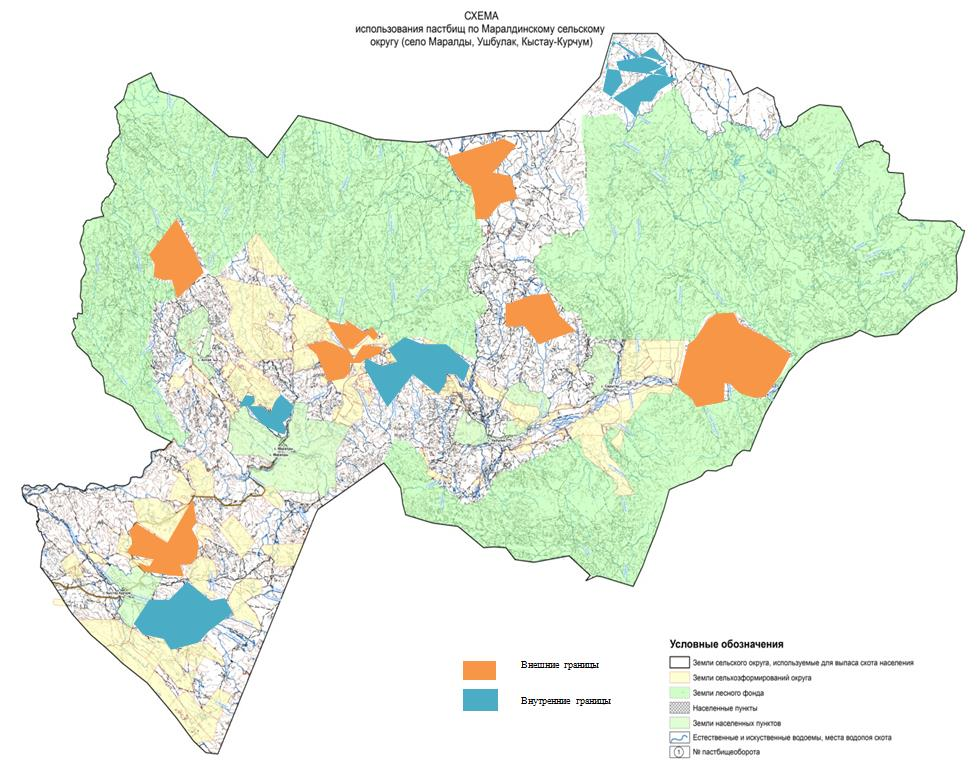 СХЕМА
использования пастбищ по Маралдинскому сельскому
округу (село Маралды, Ушбулак, Кыстау-Курчум)
Внешние границы
Внутренние границы
Условные обозначения
Земли сельского округа, используемые для выпаса скота населения
Земли сельхозформирований округа
Земли лесного фонда
Населенные пункты
Земли населенных пунктов
Естественные и искуственные водоемы, места водопоя скота
1 № пастбищеоборота